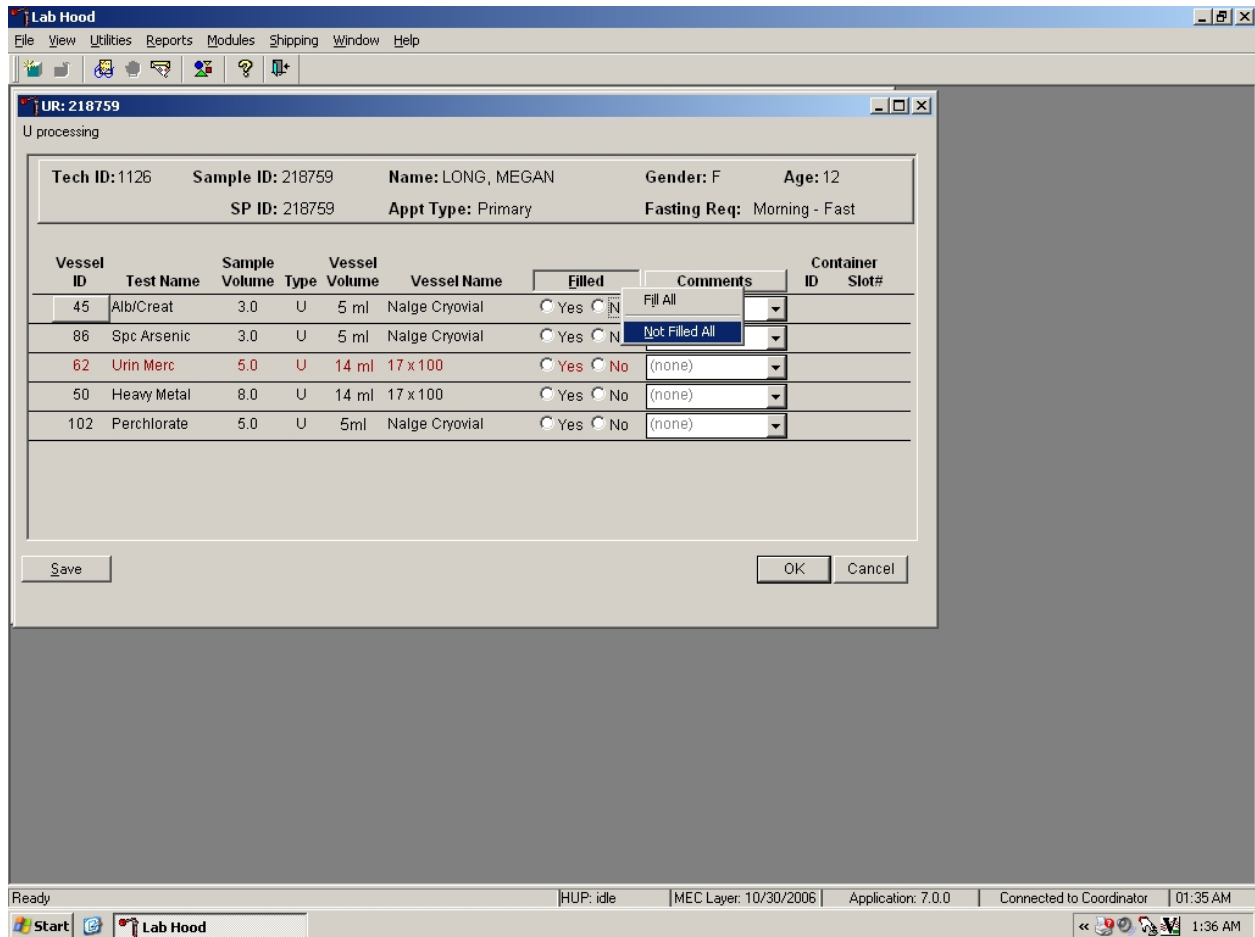 Lab Hood
File View Utilities Reports Modules Shipping Window Help
UR: 218759
U processing
Tech ID: 1126 Sample ID: 218759 Name: LONG, MEGAN Gender: F Age: 12
SP ID: 218759 Appt Type: Primary Fasting Req: Morning - Fast
Vessel Sample Vessel Container
ID Test Name Volume Type Volume Vessel Name Filled Comments ID Slot#
45 Alb/Creat 3.0 U 5 ml Nalge Cryovial Yes N Fill All
86 Spc Arsenic 3.0 U 5 ml Nalge Cryovial Yes N Not Filled All
62 Urin Merc 5.0 U 14 ml 17 x 100 Yes No (none)
50 Heavy Metal 8.0 U 14 ml 17 x 100 Yes No (none)
102 Perchlorate 5.0 U 5ml Nalge Cryovial Yes No (none)
Save OK Cancel
Ready HUP: idle MEC Layer: 10/30/2006 Application: 7.0.0 Connected to Coordinator 01:35 AM
Start Lab Hood « 1:36 AM